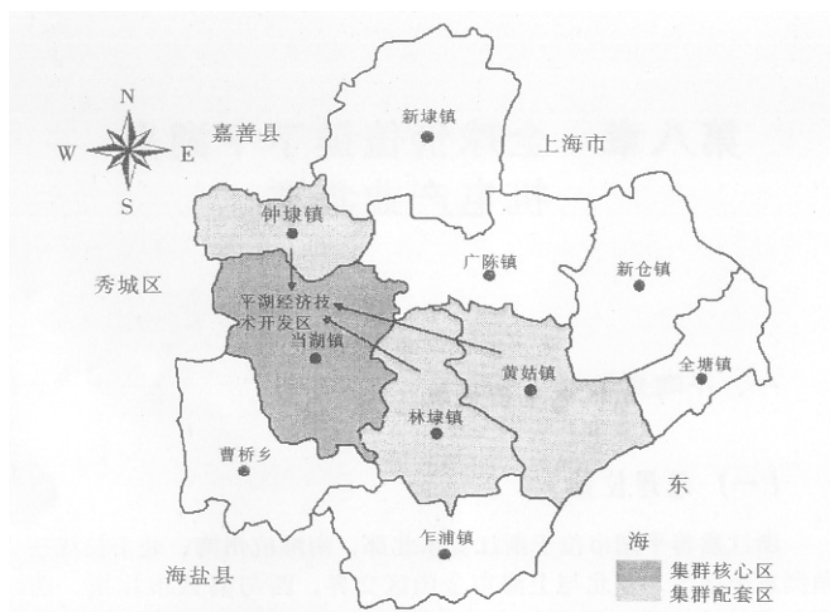 N
W
E
S
新埭镇
嘉善县
上海市
钟埭镇
广陈镇
新仓镇
秀城区
平湖经济技
术开发区
当湖镇
黄姑镇
全塘镇
林埭镇
曹桥乡
东
海
乍浦镇
海盐县
集群核心区
集群配套区